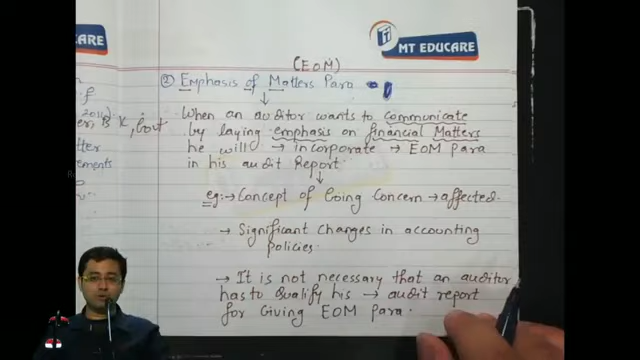 CARE
MT EDUCARE
(EOM)
② Emphasis of Matters Para
When an auditor wants to communicate
by laying emphasis on financial Matters
he will → incorporate → EOM para
in his audit Report
eg:→ Concept of Going Concern → affected.
→ Significant Changes in accounting
policies.
→ It is not necessary that an auditor
has to Qualify his → audit report
for Giving EOM Para.